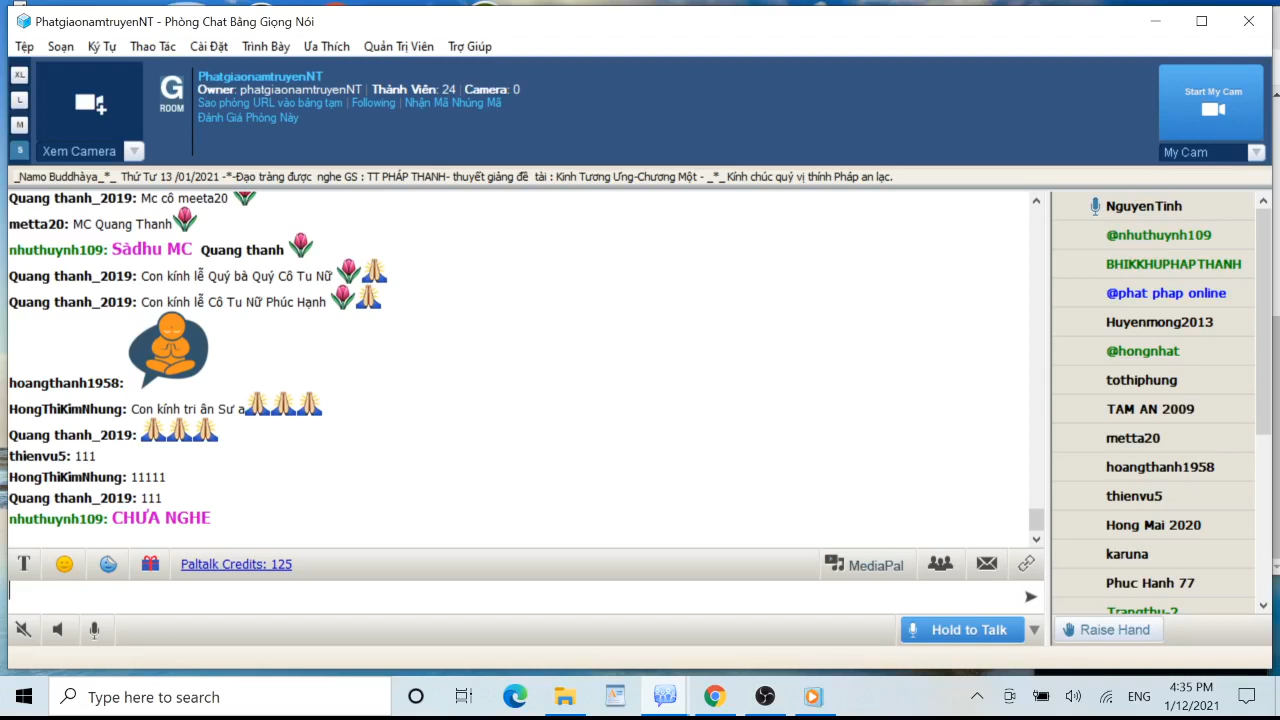 PhatgiaonamtruyenNT - Phòng Chat Bằng Giọng Nói
Tệp Soạn Ký Tự Thao Tác Cài Đặt Trình Bày Ưa Thích Quản Trị Viên Trợ Giúp
XL
L
M
S
Xem Camera
G
ROOM
PhatgiaonamtruyenNT
Owner: phatgiaonamtruyenNT | Thành Viên: 24 | Camera: 0
Sao phòng URL vào bảng tạm | Following | Nhận Mã Nhúng Mã
Đánh Giá Phòng Này
Start My Cam
My Cam
_Namo Buddhàya_*_ Thứ Tư 13 /01/2021 -*-Đạo tràng được nghe GS : TT PHÁP THANH- thuyết giảng đề tài : Kinh Tương Ưng-Chương Một - _*_ Kính chúc quý vị thính Pháp an lạc.
Quang thanh_2019: Mc cô meeta20
metta20: MC Quang Thanh
nhuthuynh109: Sàdhu MC Quang thanh
Quang thanh_2019: Con kính lễ Quý bà Quý Cô Tu Nữ
Quang thanh_2019: Con kính lễ Cô Tu Nữ Phúc Hạnh
hoangthanh1958:
HongThiKimNhung: Con kính tri ân Sư a
Quang thanh_2019:
thienvu5: 111
HongThiKimNhung: 11111
Quang thanh_2019: 111
nhuthuynh109: CHƯA NGHE
NguyenTinh
@nhuthuynh109
BHIKKHUPHAPTHANH
@phat phap online
Huyenmong2013
@hongnhat
tothiphung
TAM AN 2009
metta20
hoangthanh1958
thienvu5
Hong Mai 2020
karuna
Phuc Hanh 77
Trangthu-2
T Paltalk Credits: 125 MediaPal
Hold to Talk Raise Hand
Type here to search
ENG
4:35 PM
1/12/2021